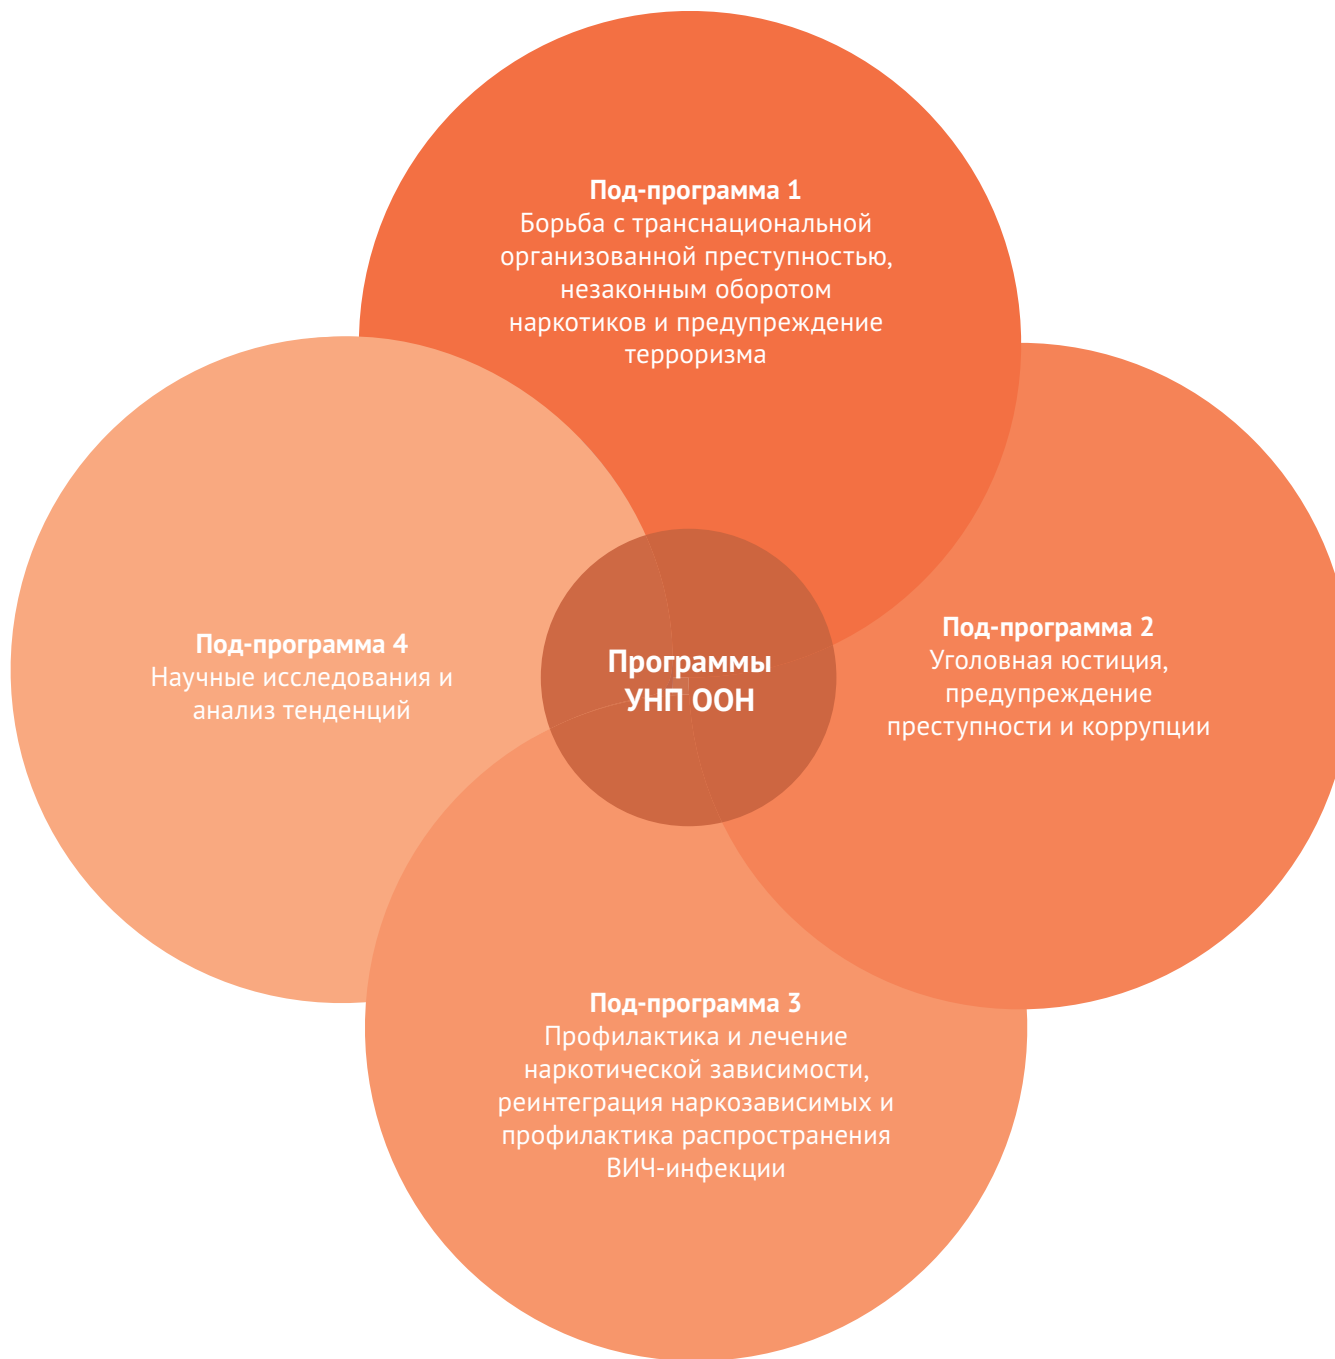 Под-программа 1
Борьба с транснациональной
организованной преступностью,
незаконным оборотом
наркотиков и предупреждение
терроризма
Под-программа 2
Уголовная юстиция,
предупреждение
преступности и коррупции
Под-программа 4
Научные исследования и
анализ тенденций
Программы
УНП ООН
Под-программа 3
Профилактика и лечение
наркотической зависимости,
реинтеграция наркозависимых и
профилактика распространения
ВИЧ-инфекции